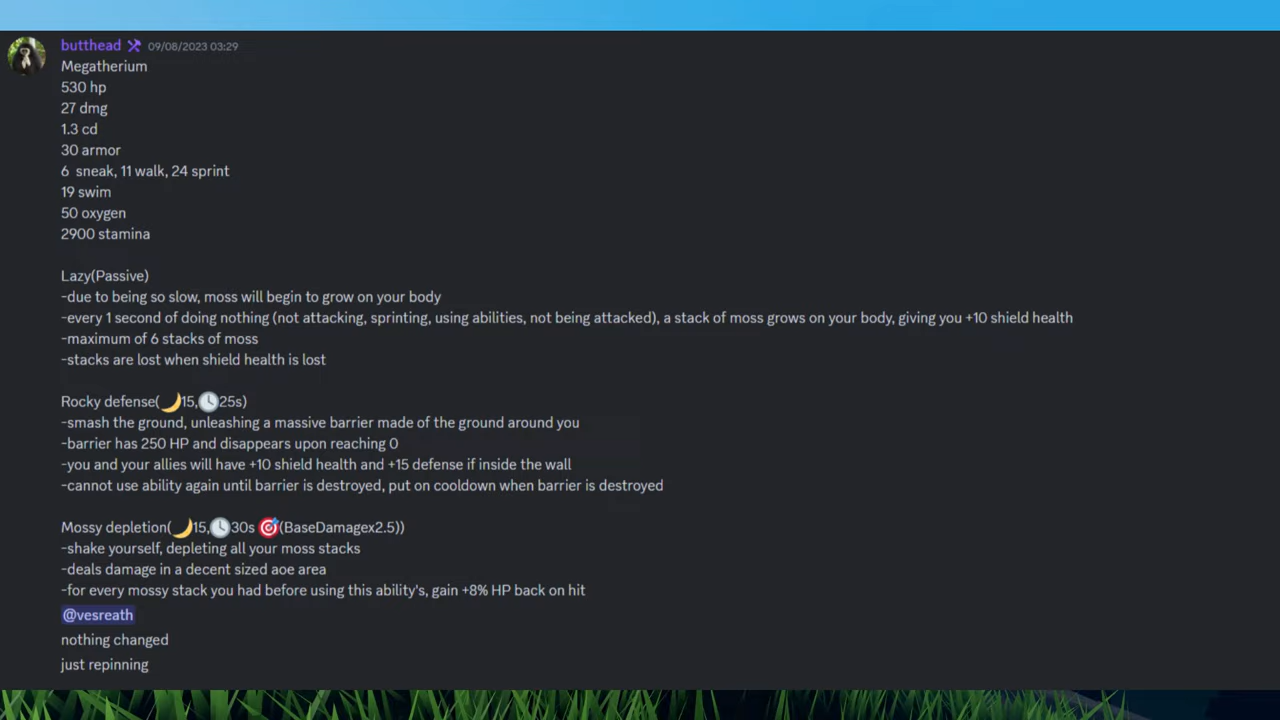 butthead 09/08/2023 03:29
Megatherium
530 hp
27 dmg
1.3 cd
30 armor
6 sneak, 11 walk, 24 sprint
19 swim
50 oxygen
2900 stamina
Lazy(Passive)
-due to being so slow, moss will begin to grow on your body
-every 1 second of doing nothing (not attacking, sprinting, using abilities, not being attacked), a stack of moss grows on your body, giving you +10 shield health
-maximum of 6 stacks of moss
-stacks are lost when shield health is lost
Rocky defense(🌙15,🕓25s)
-smash the ground, unleashing a massive barrier made of the ground around you
-barrier has 250 HP and disappears upon reaching 0
-you and your allies will have +10 shield health and +15 defense if inside the wall
-cannot use ability again until barrier is destroyed, put on cooldown when barrier is destroyed
Mossy depletion(🌙15,🕓30s 🎯(BaseDamagex2.5))
-shake yourself, depleting all your moss stacks
-deals damage in a decent sized aoe area
-for every mossy stack you had before using this ability's, gain +8% HP back on hit
@vesreath
nothing changed
just repinning